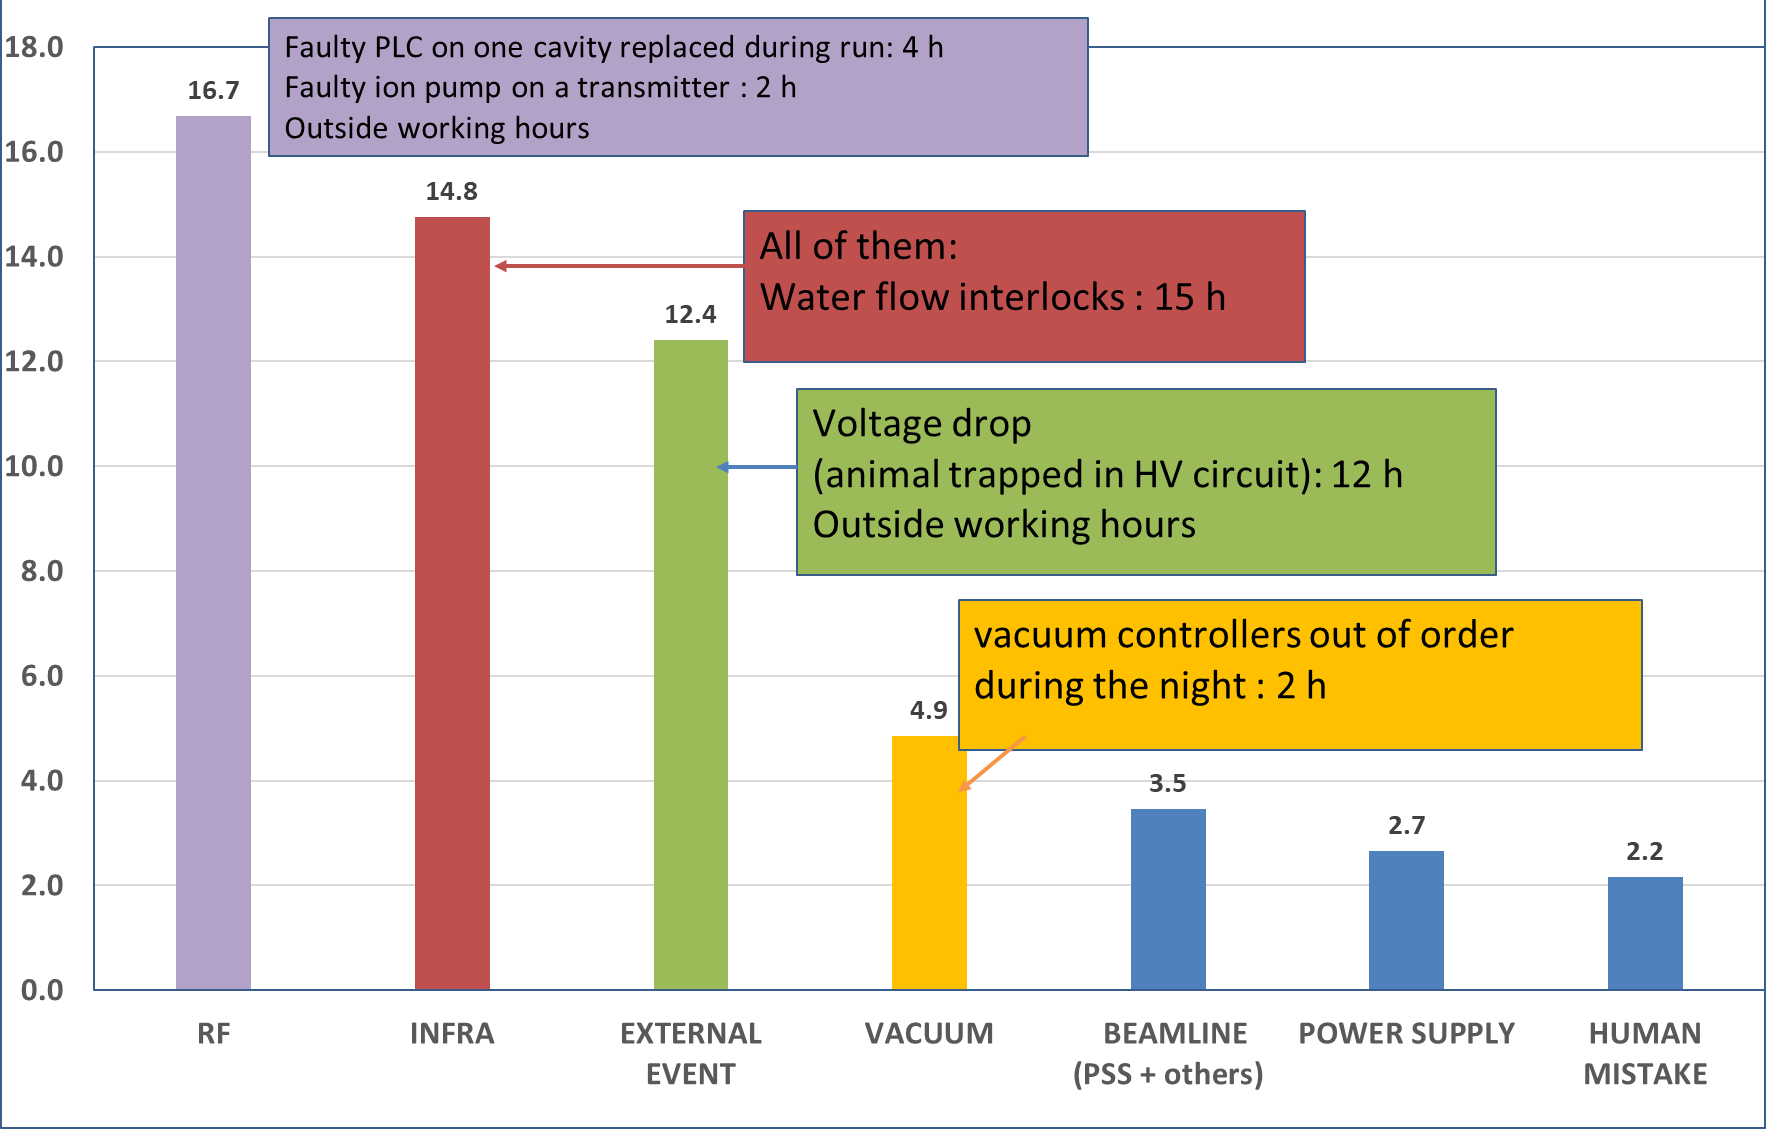 18.0
16.0
14.0
12.0
10.0
8.0
6.0
4.0
2.0
0.0
Faulty PLC on one cavity replaced during run: 4 h
Faulty ion pump on a transmitter : 2 h
Outside working hours
16.7
14.8
All of them:
Water flow interlocks : 15 h
12.4
Voltage drop
(animal trapped in HV circuit): 12 h
Outside working hours
vacuum controllers out of order
during the night : 2 h
4.9
3.5
2.7
2.2
RF
INFRA
EXTERNAL
EVENT
VACUUM
BEAMLINE
(PSS + others)
POWER SUPPLY
HUMAN
MISTAKE